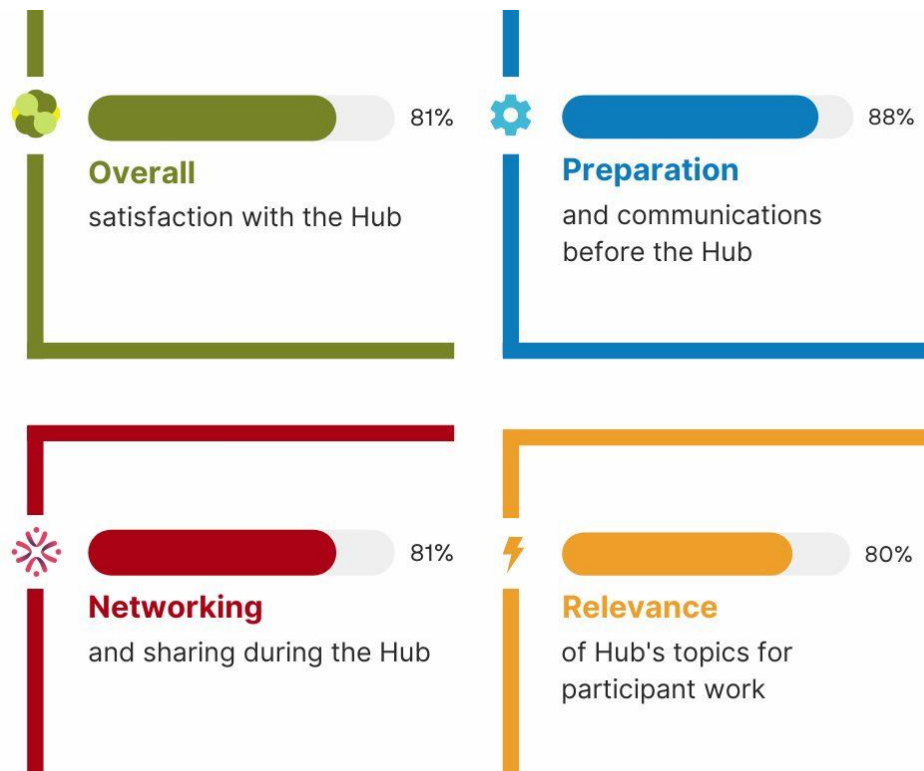 81%
Overall
satisfaction with the Hub
88%
Preparation
and communications
before the Hub
81%
Networking
and sharing during the Hub
80%
Relevance
of Hub's topics for
participant work